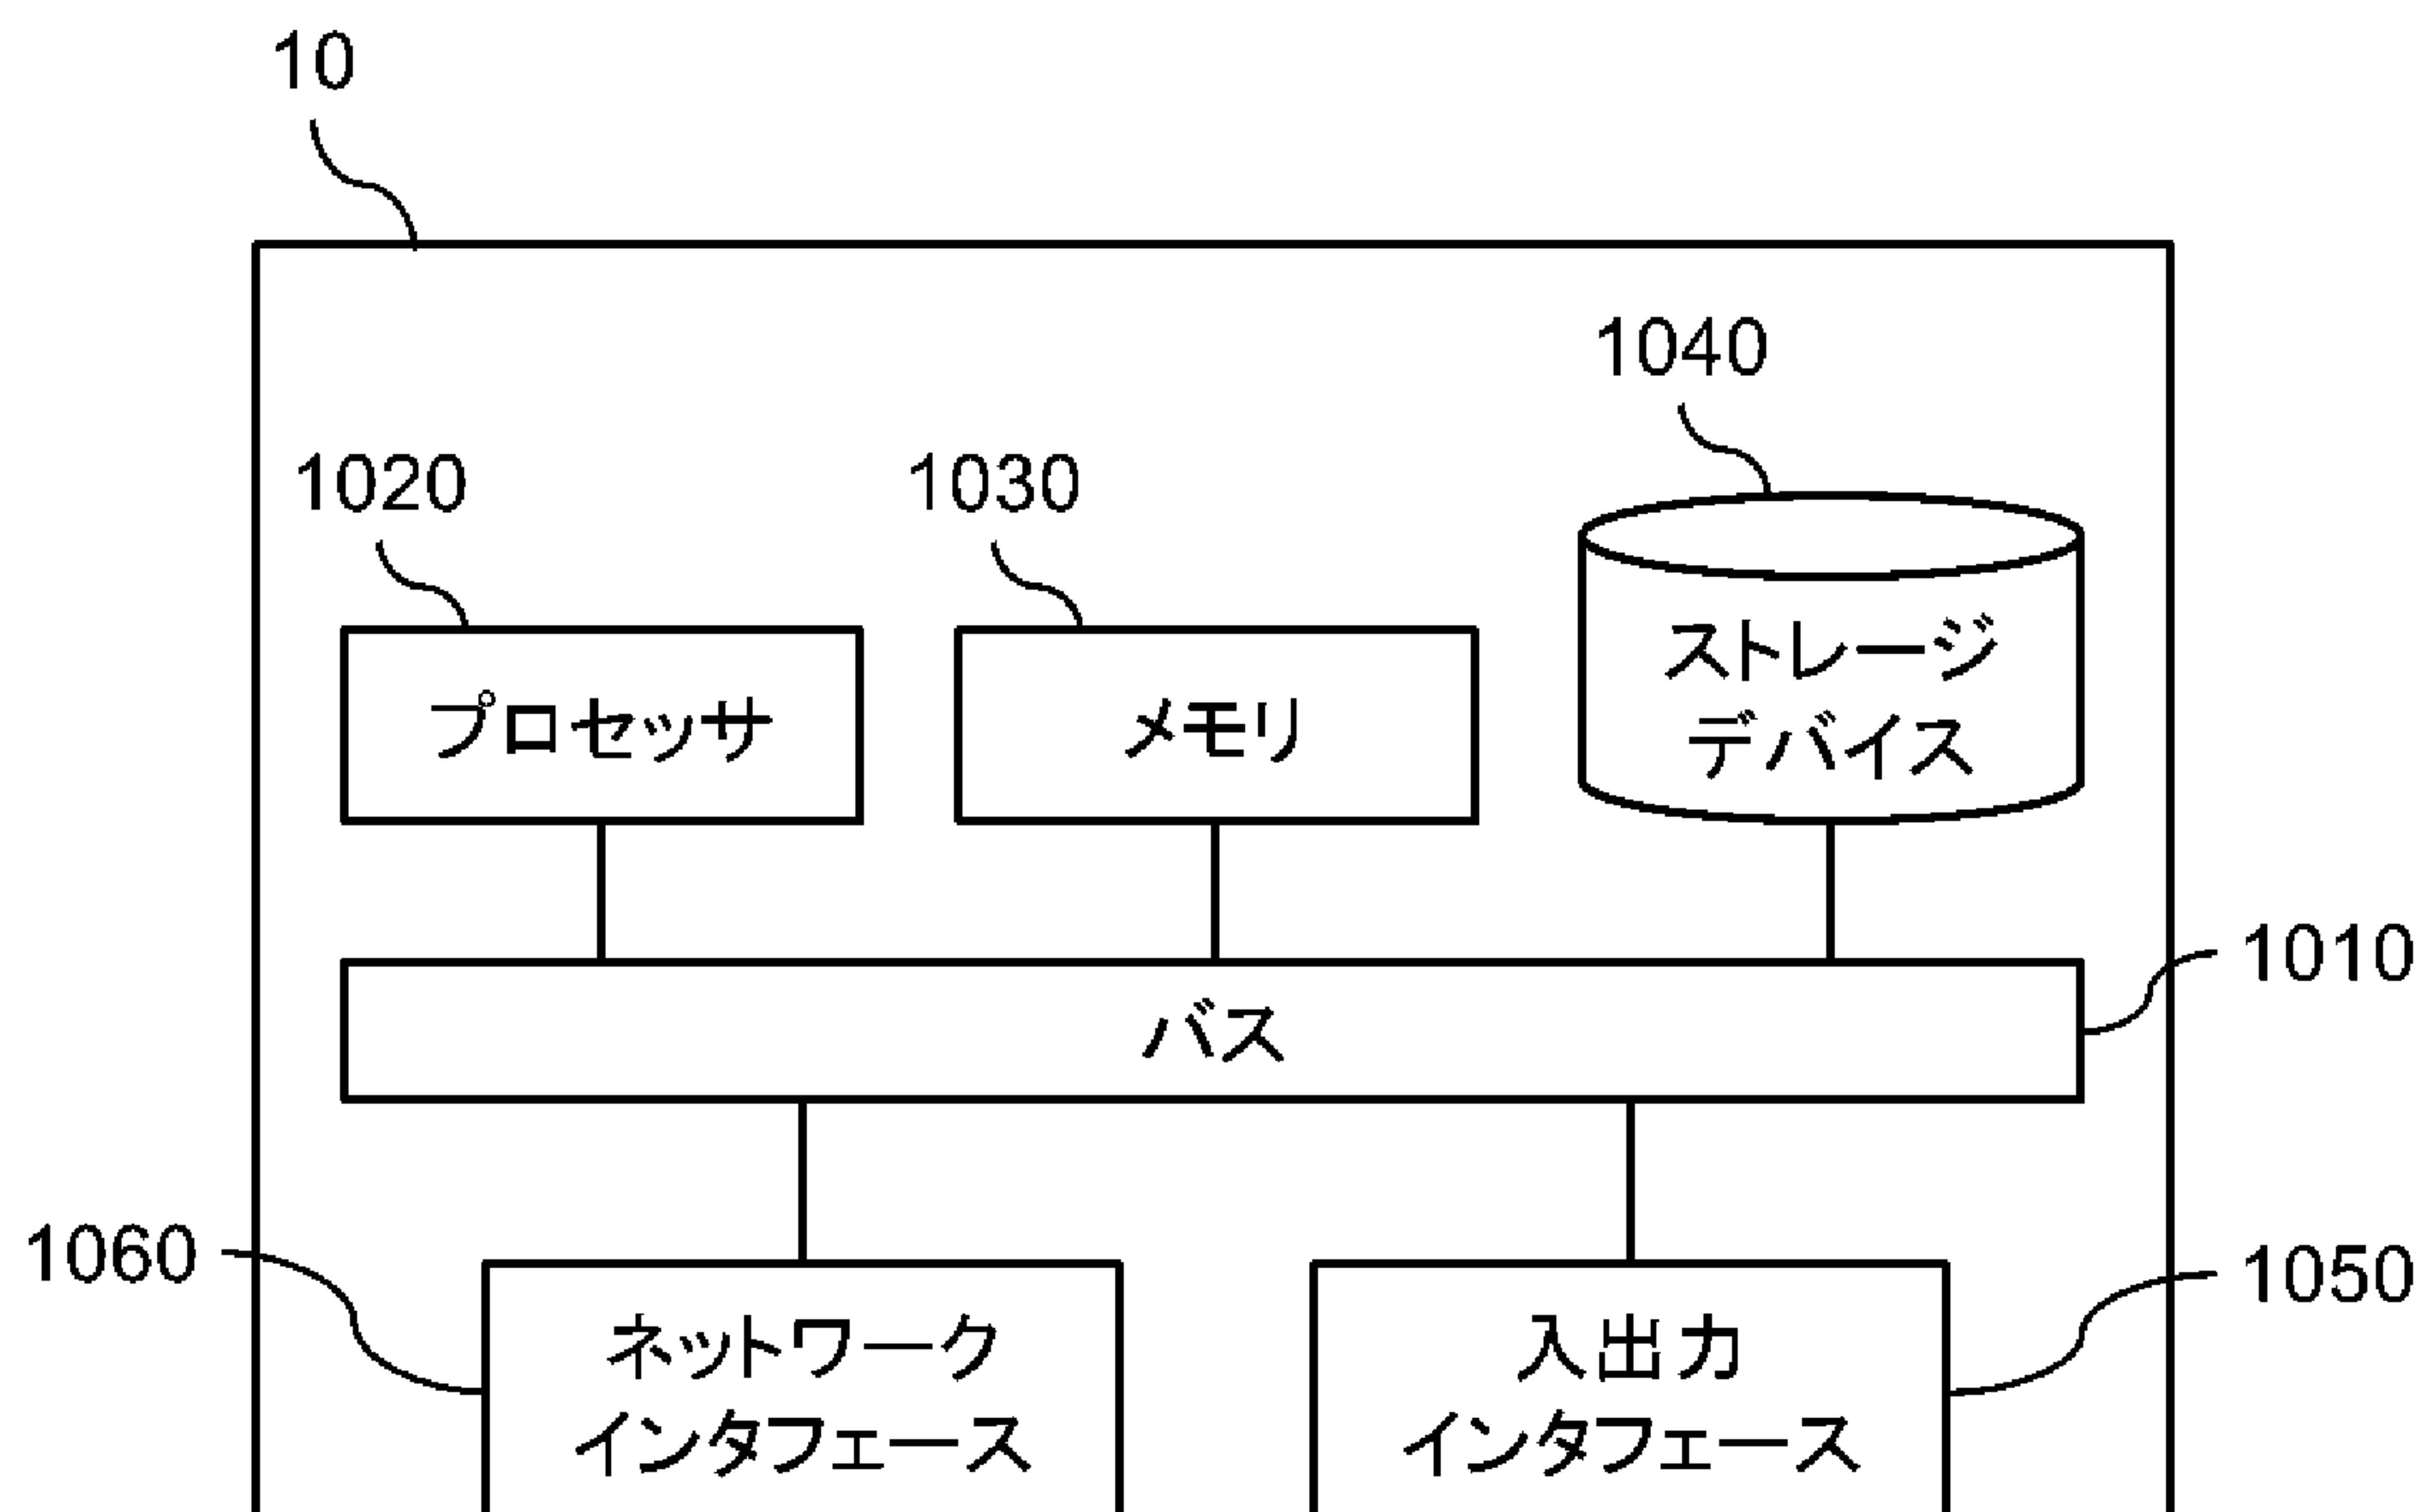 10
1040
1020
1030
ストレージ
デバイス
プロセッサ
メモリ
1010
バス
1060
1050
ネットワーク
インタフェース
入出力
インタフェース